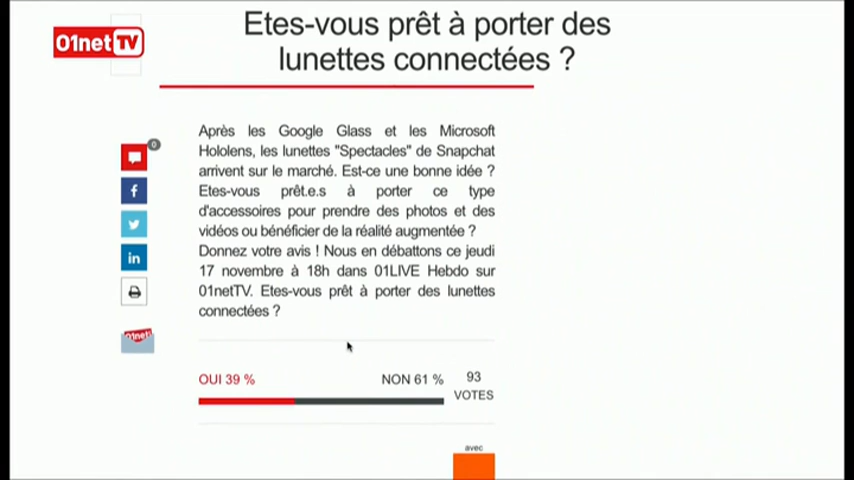 01net TV
Etes-vous prêt à porter des
lunettes connectées ?
Après les Google Glass et les Microsoft
Hololens, les lunettes "Spectacles" de Snapchat
arrivent sur le marché. Est-ce une bonne idée ?
Etes-vous prêt.e.s à porter ce type
d'accessoires pour prendre des photos et des
vidéos ou bénéficier de la réalité augmentée ?
Donnez votre avis ! Nous en débattons ce jeudi
17 novembre à 18h dans 01LIVE Hebdo sur
01netTV. Etes-vous prêt à porter des lunettes
connectées ?
0
f
in
01net
OUI 39 %
NON 61 %
93
VOTES
avec